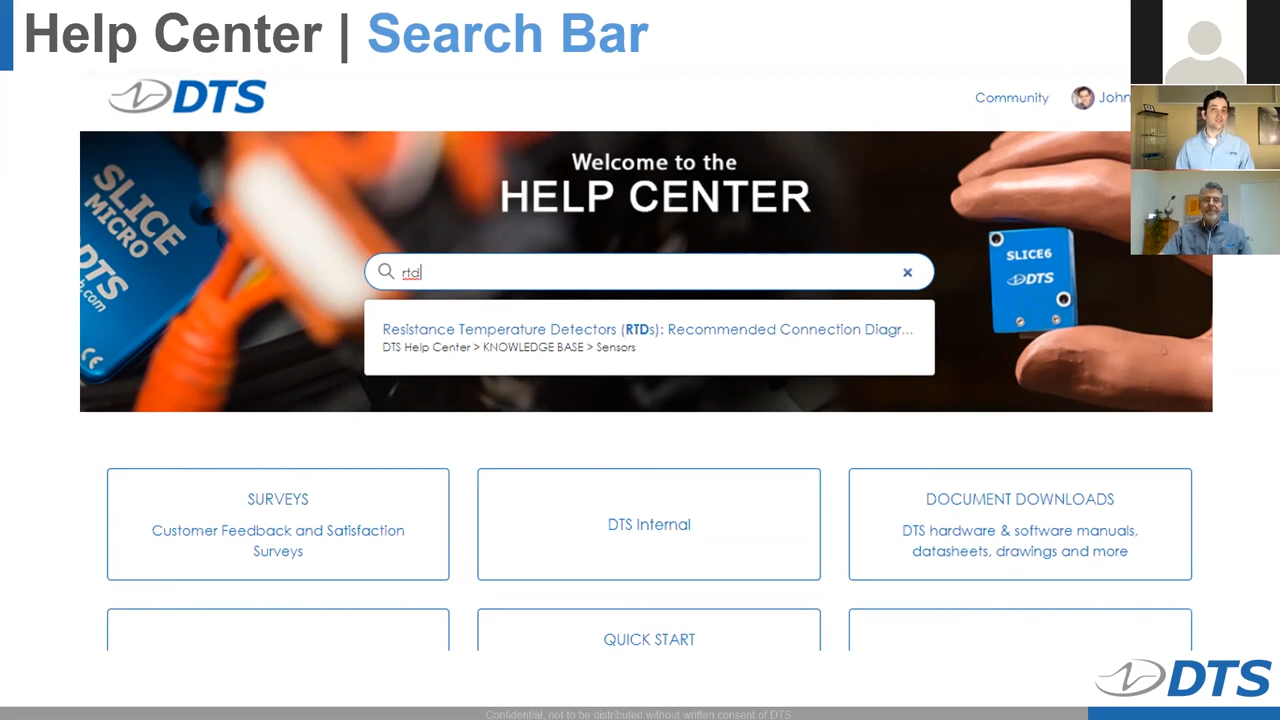 Help Center | Search Bar
DTS
Community
John
SLICE
MICRO
DTS
.com
Welcome to the
HELP CENTER
rtd
SLICE6
DTS
Resistance Temperature Detectors (RTDs): Recommended Connection Diagr...
DTS Help Center > KNOWLEDGE BASE > Sensors
SURVEYS
Customer Feedback and Satisfaction
Surveys
DTS Internal
DOCUMENT DOWNLOADS
DTS hardware & software manuals,
datasheets, drawings and more
QUICK START
DTS
Confidential, not to be distributed without written consent of DTS